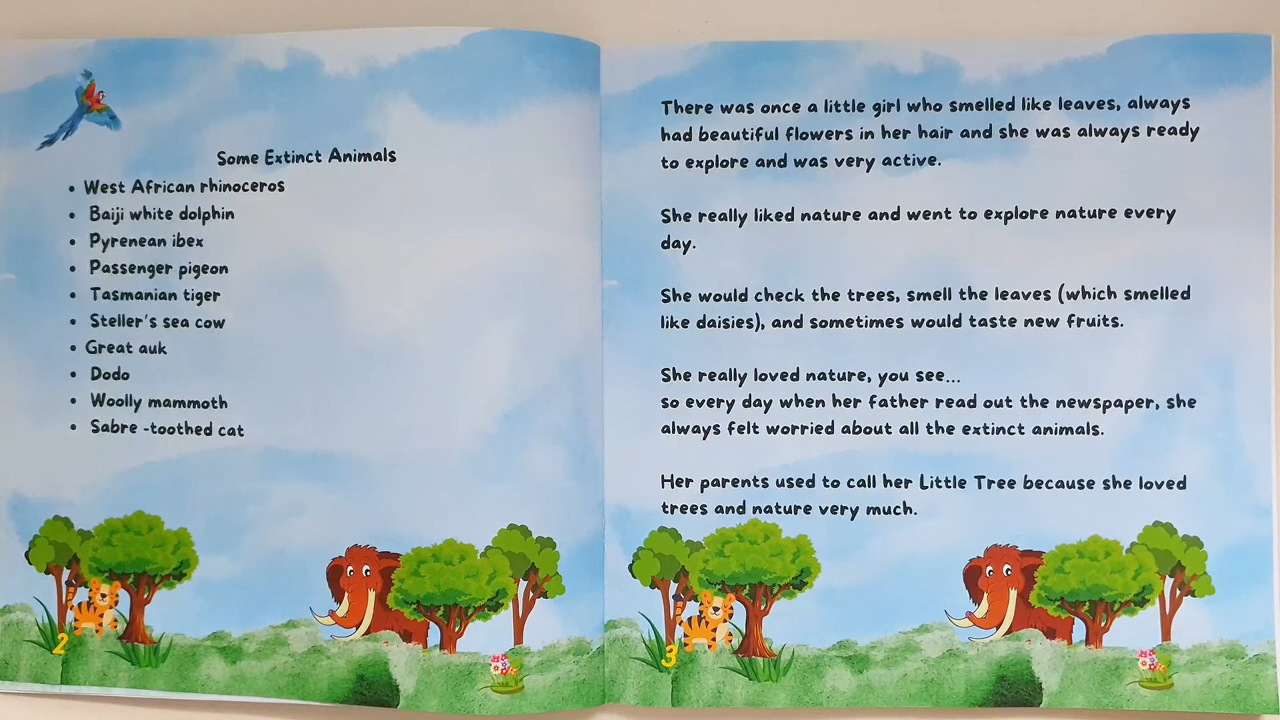 Some Extinct Animals
• West African rhinoceros
• Baiji white dolphin
• Pyrenean ibex
• Passenger pigeon
• Tasmanian tiger
• Steller's sea cow
• Great auk
• Dodo
• Woolly mammoth
• Sabre -toothed cat
2
There was once a little girl who smelled like leaves, always
had beautiful flowers in her hair and she was always ready
to explore and was very active.
She really liked nature and went to explore nature every
day.
She would check the trees, smell the leaves (which smelled
like daisies), and sometimes would taste new fruits.
She really loved nature, you see...
so every day when her father read out the newspaper, she
always felt worried about all the extinct animals.
Her parents used to call her Little Tree because she loved
trees and nature very much.
3